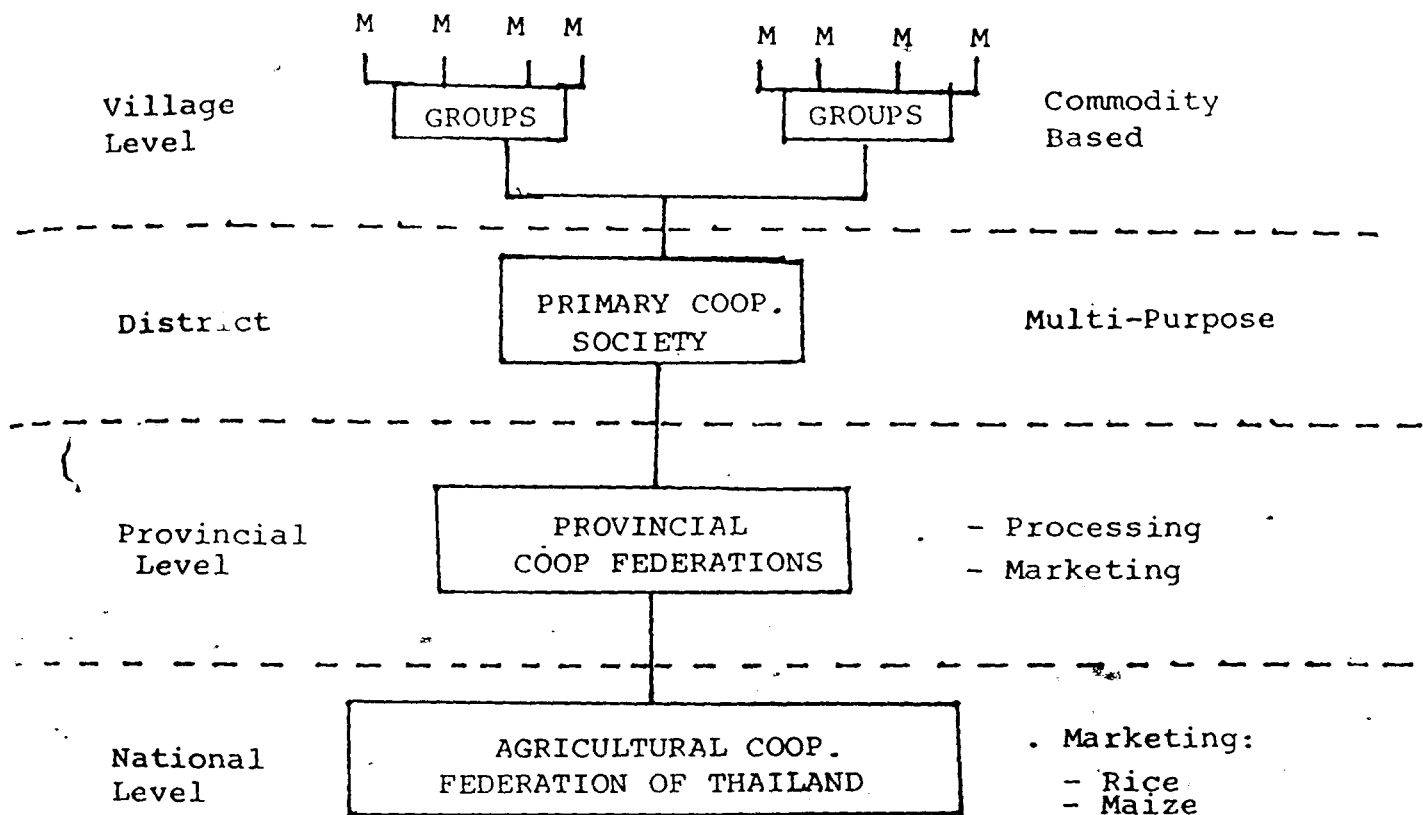 M M M M
M M M M
Village
Level
GROUPS
GROUPS
Commodity
Based
District
PRIMARY COOP.
SOCIETY
Multi-Purpose
Provincial
Level
PROVINCIAL
COOP FEDERATIONS
- Processing
- Marketing
National
Level
AGRICULTURAL COOP.
FEDERATION OF THAILAND
. Marketing:
- Rice
- Maize